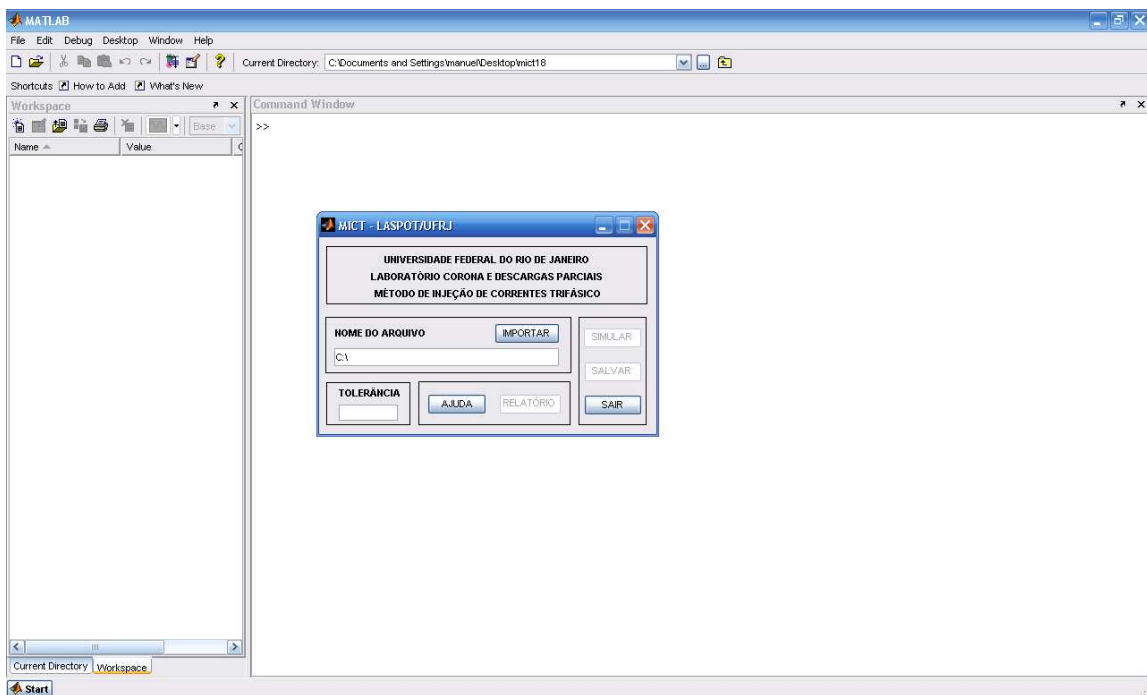 MATLAB
File Edit Debug Desktop Window Help
Current Directory: C:\Documents and Settings\manuel\Desktop\mict18
Shortcuts How to Add What's New
Workspace
Base
Name Value C
Command Window
>>
MICT - LASPOT/UFRJ
UNIVERSIDADE FEDERAL DO RIO DE JANEIRO
LABORATÓRIO CORONA E DESCARGAS PARCIAIS
MÉTODO DE INJEÇÃO DE CORRENTES TRIFÁSICO
NOME DO ARQUIVO IMPORTAR
C:\
TOLERÂNCIA
AJUDA RELATÓRIO
SIMULAR
SALVAR
SAIR
Current Directory Workspace
Start